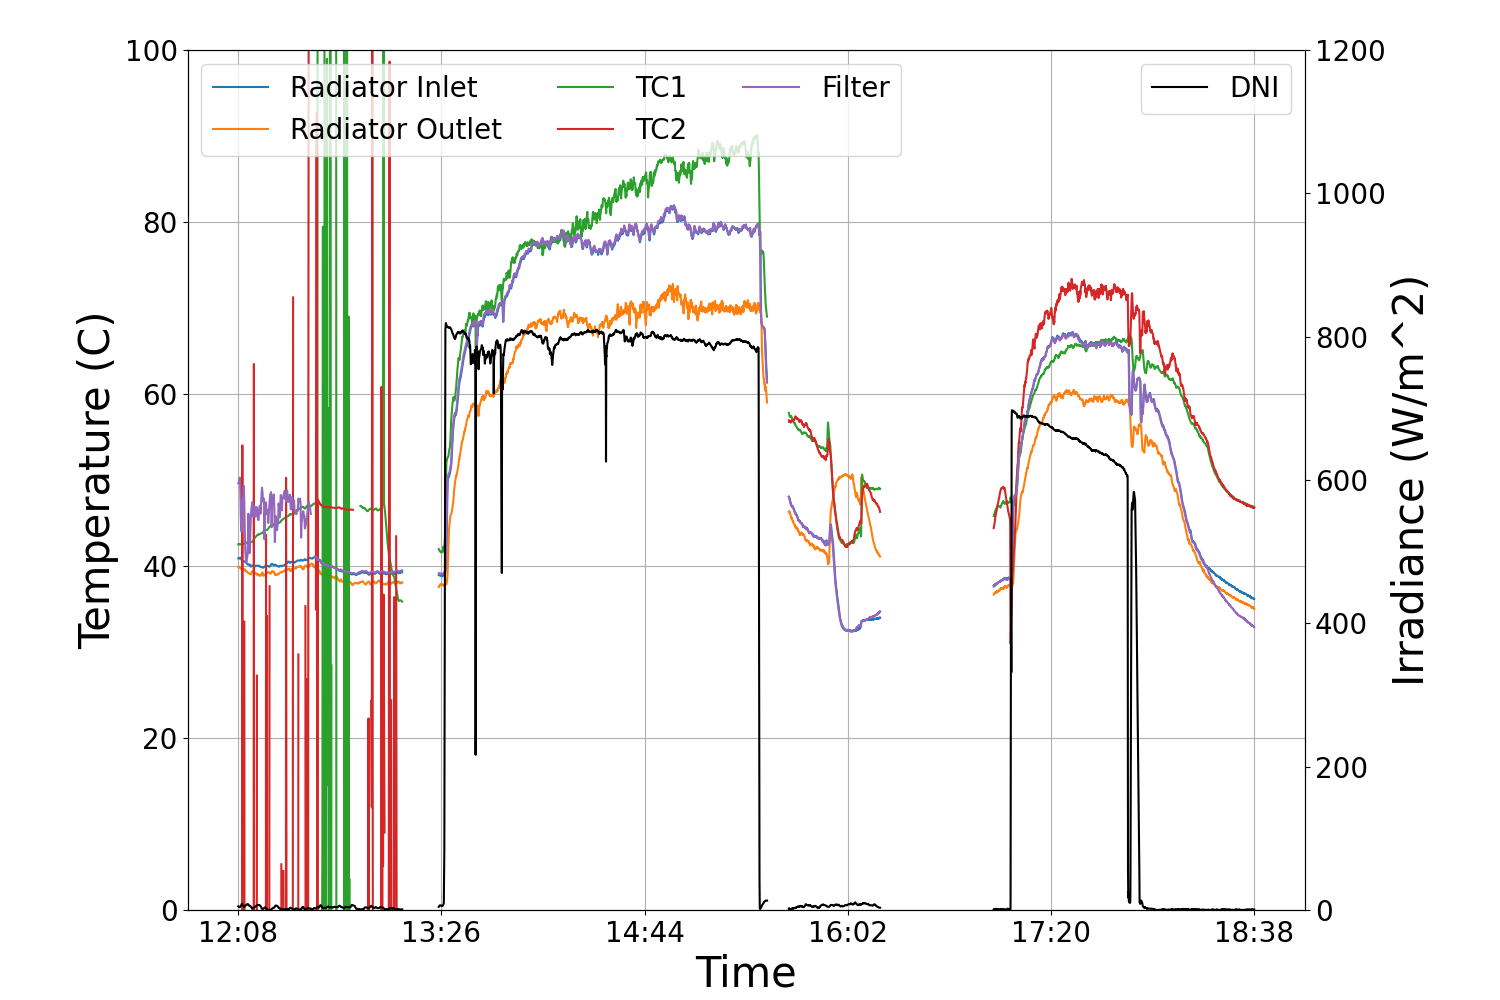 100
80
60
40
20
0
Temperature (C)
Radiator Inlet
Radiator Outlet
TC1
TC2
Filter
DNI
1200
1000
800
600
400
200
0
Irradiance (W/m^2)
12:08
13:26
14:44
16:02
17:20
18:38
Time